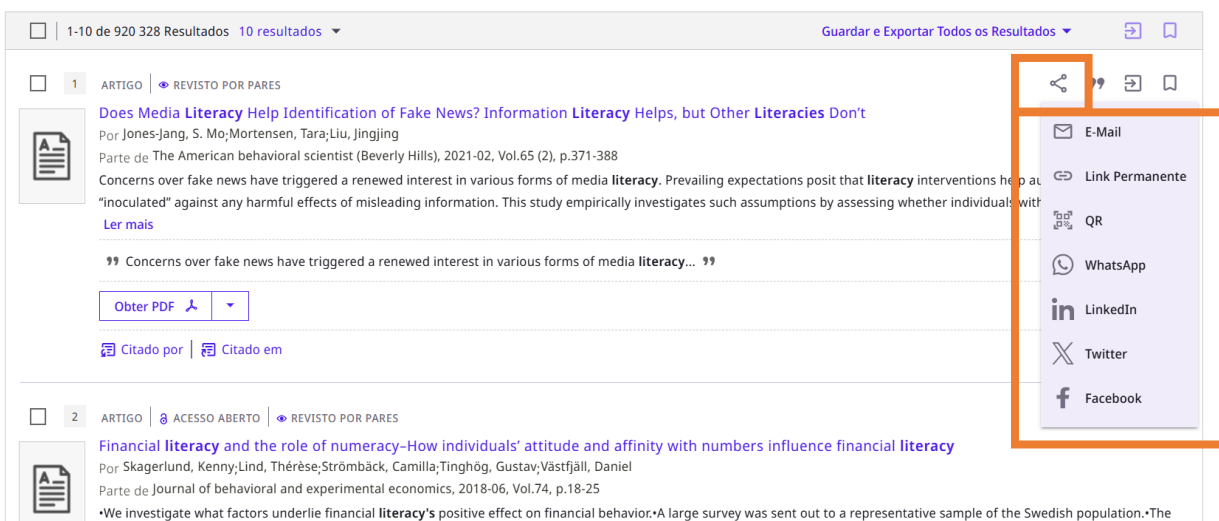 1-10 de 920 328 Resultados 10 resultados Guardar e Exportar Todos os Resultados
1 ARTIGO REVISTO POR PARES
Does Media Literacy Help Identification of Fake News? Information Literacy Helps, but Other Literacies Don't
Por Jones-Jang, S. Mo;Mortensen, Tara;Liu, Jingjing
Parte de The American behavioral scientist (Beverly Hills), 2021-02, Vol.65 (2), p.371-388
Concerns over fake news have triggered a renewed interest in various forms of media literacy. Prevailing expectations posit that literacy interventions help au
“inoculated” against any harmful effects of misleading information. This study empirically investigates such assumptions by assessing whether individuals with
Ler mais
Concerns over fake news have triggered a renewed interest in various forms of media literacy...
Obter PDF
Citado por Citado em
E-Mail
Link Permanente
QR
WhatsApp
LinkedIn
Twitter
Facebook
2 ARTIGO ACESSO ABERTO REVISTO POR PARES
Financial literacy and the role of numeracy–How individuals' attitude and affinity with numbers influence financial literacy
Por Skagerlund, Kenny;Lind, Thérèse;Strömbäck, Camilla;Tinghög, Gustav;Västfjäll, Daniel
Parte de Journal of behavioral and experimental economics, 2018-06, Vol.74, p.18-25
•We investigate what factors underlie financial literacy's positive effect on financial behavior.•A large survey was sent out to a representative sample of the Swedish population.•The